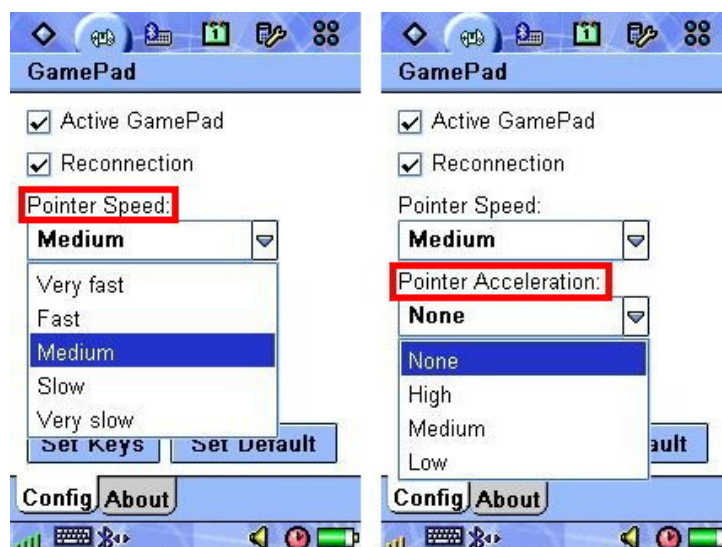 GamePad
Active GamePad
Reconnection
Pointer Speed:
Medium
Very fast
Fast
Medium
Slow
Very slow
Set Keys Set Default
Config About
GamePad
Active GamePad
Reconnection
Pointer Speed:
Medium
Pointer Acceleration:
None
None
High
Medium
Low
ault
Config About